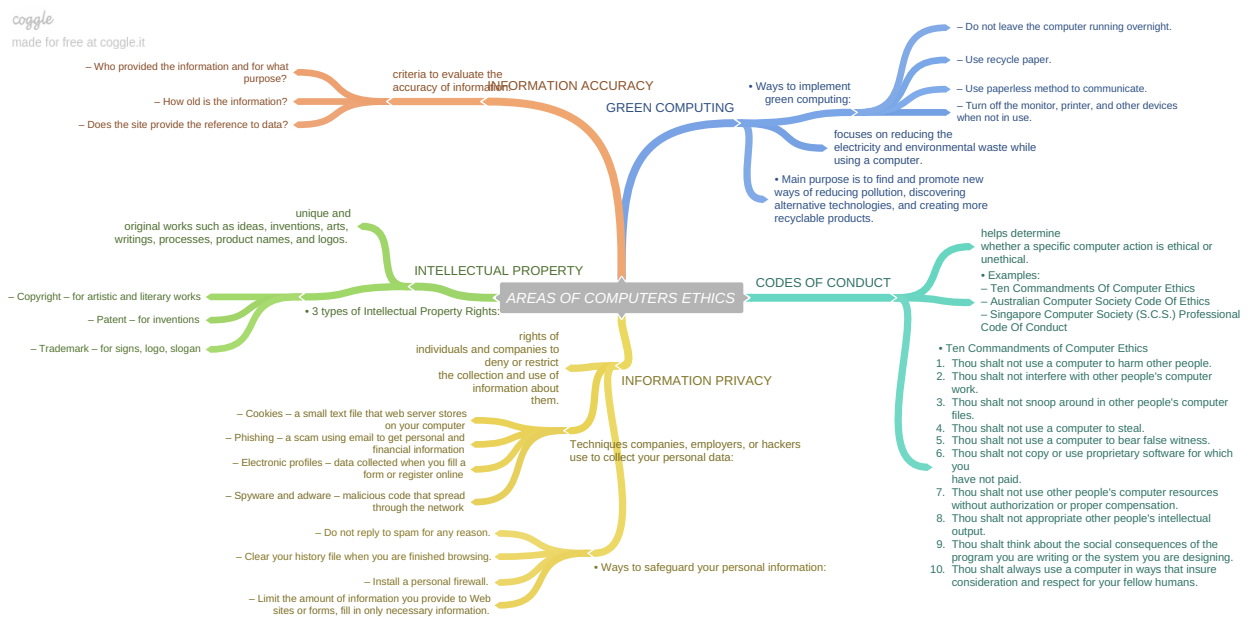 coggle
made for free at coggle.it
AREAS OF COMPUTERS ETHICS
INFORMATION ACCURACY
criteria to evaluate the
accuracy of information:
– Who provided the information and for what
purpose?
– How old is the information?
– Does the site provide the reference to data?
GREEN COMPUTING
• Ways to implement
green computing:
– Do not leave the computer running overnight.
– Use recycle paper.
– Use paperless method to communicate.
– Turn off the monitor, printer, and other devices
when not in use.
focuses on reducing the
electricity and environmental waste while
using a computer.
• Main purpose is to find and promote new
ways of reducing pollution, discovering
alternative technologies, and creating more
recyclable products.
INTELLECTUAL PROPERTY
unique and
original works such as ideas, inventions, arts,
writings, processes, product names, and logos.
• 3 types of Intellectual Property Rights:
– Copyright – for artistic and literary works
– Patent – for inventions
– Trademark – for signs, logo, slogan
CODES OF CONDUCT
helps determine
whether a specific computer action is ethical or
unethical.
• Examples:
– Ten Commandments Of Computer Ethics
– Australian Computer Society Code Of Ethics
– Singapore Computer Society (S.C.S.) Professional
Code Of Conduct
• Ten Commandments of Computer Ethics
1. Thou shalt not use a computer to harm other people.
2. Thou shalt not interfere with other people's computer
work.
3. Thou shalt not snoop around in other people's computer
files.
4. Thou shalt not use a computer to steal.
5. Thou shalt not use a computer to bear false witness.
6. Thou shalt not copy or use proprietary software for which
you
have not paid.
7. Thou shalt not use other people's computer resources
without authorization or proper compensation.
8. Thou shalt not appropriate other people's intellectual
output.
9. Thou shalt think about the social consequences of the
program you are writing or the system you are designing.
10. Thou shalt always use a computer in ways that insure
consideration and respect for your fellow humans.
INFORMATION PRIVACY
rights of
individuals and companies to
deny or restrict
the collection and use of
information about
them.
Techniques companies, employers, or hackers
use to collect your personal data:
– Cookies – a small text file that web server stores
on your computer
– Phishing – a scam using email to get personal and
financial information
– Electronic profiles – data collected when you fill a
form or register online
– Spyware and adware – malicious code that spread
through the network
• Ways to safeguard your personal information:
– Do not reply to spam for any reason.
– Clear your history file when you are finished browsing.
– Install a personal firewall.
– Limit the amount of information you provide to Web
sites or forms, fill in only necessary information.